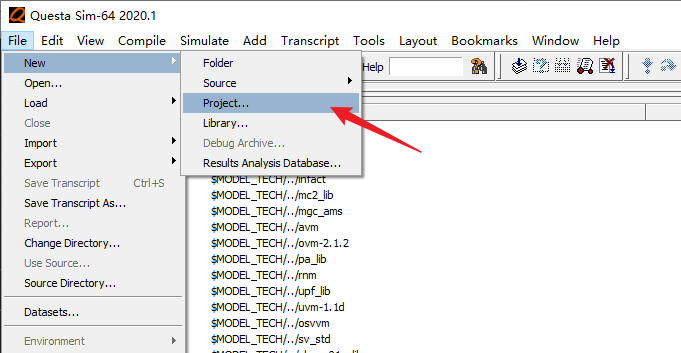 Questa Sim-64 2020.1
File Edit View Compile Simulate Add Transcript Tools Layout Bookmarks Window Help
New
Open...
Load
Close
Import
Export
Save Transcript Ctrl+S
Save Transcript As...
Report...
Change Directory...
Use Source...
Source Directory...
Datasets...
Environment
Folder
Source
Project...
Library...
Debug Archive...
Results Analysis Database...
Help
$MODEL_TECH/../infact
$MODEL_TECH/../mc2_lib
$MODEL_TECH/../mgc_ams
$MODEL_TECH/../avm
$MODEL_TECH/../ovm-2.1.2
$MODEL_TECH/../pa_lib
$MODEL_TECH/../rnm
$MODEL_TECH/../upf_lib
$MODEL_TECH/../uvm-1.1d
$MODEL_TECH/../osvvm
$MODEL_TECH/../sv_std